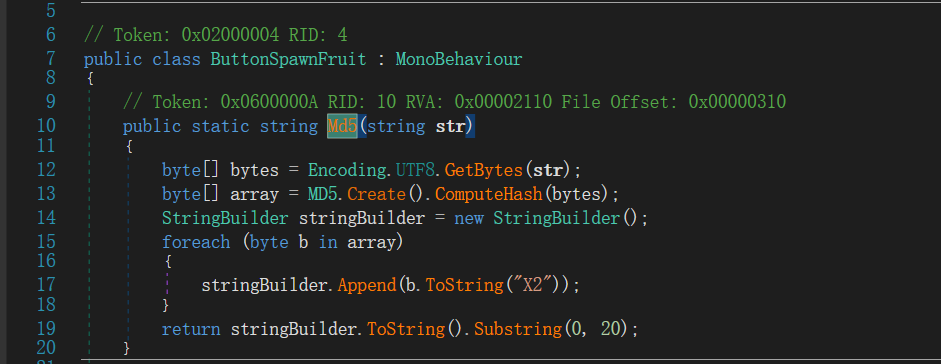 5
6 // Token: 0x02000004 RID: 4
7 public class ButtonSpawnFruit : MonoBehaviour
8 {
9 // Token: 0x0600000A RID: 10 RVA: 0x00002110 File Offset: 0x00000310
10 public static string Md5(string str)
11 {
12 byte[] bytes = Encoding.UTF8.GetBytes(str);
13 byte[] array = MD5.Create().ComputeHash(bytes);
14 StringBuilder stringBuilder = new StringBuilder();
15 foreach (byte b in array)
16 {
17 stringBuilder.Append(b.ToString("X2"));
18 }
19 return stringBuilder.ToString().Substring(0, 20);
20 }